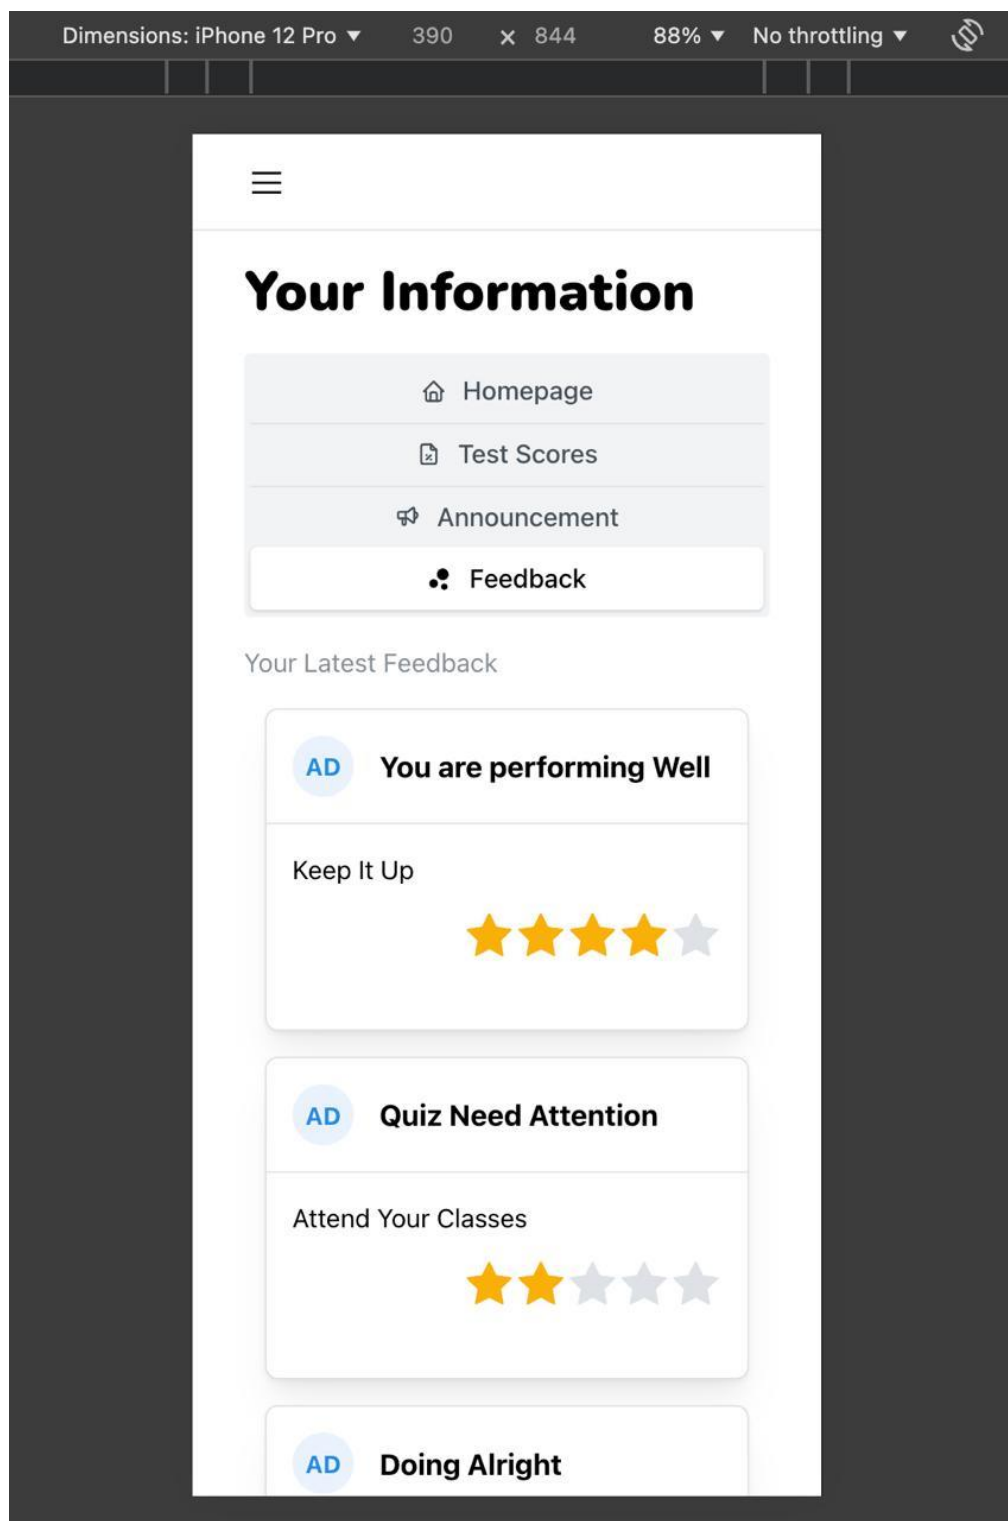 Dimensions: iPhone 12 Pro ▼ 390 × 844 88% ▼ No throttling ▼
Your Information
Homepage
Test Scores
Announcement
Feedback
Your Latest Feedback
AD You are performing Well
Keep It Up
AD Quiz Need Attention
Attend Your Classes
AD Doing Alright